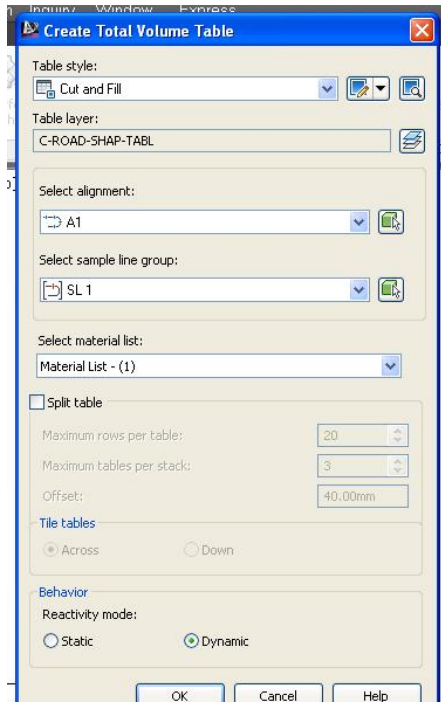 Inquiry Window Express
Create Total Volume Table
Table style:
Cut and Fill
Table layer:
C-ROAD-SHAP-TABL
Select alignment:
A1
Select sample line group:
SL 1
Select material list:
Material List - (1)
Split table
Maximum rows per table:
20
Maximum tables per stack:
3
Offset:
40.00mm
Tile tables
Across Down
Behavior
Reactivity mode:
Static Dynamic
OK Cancel Help